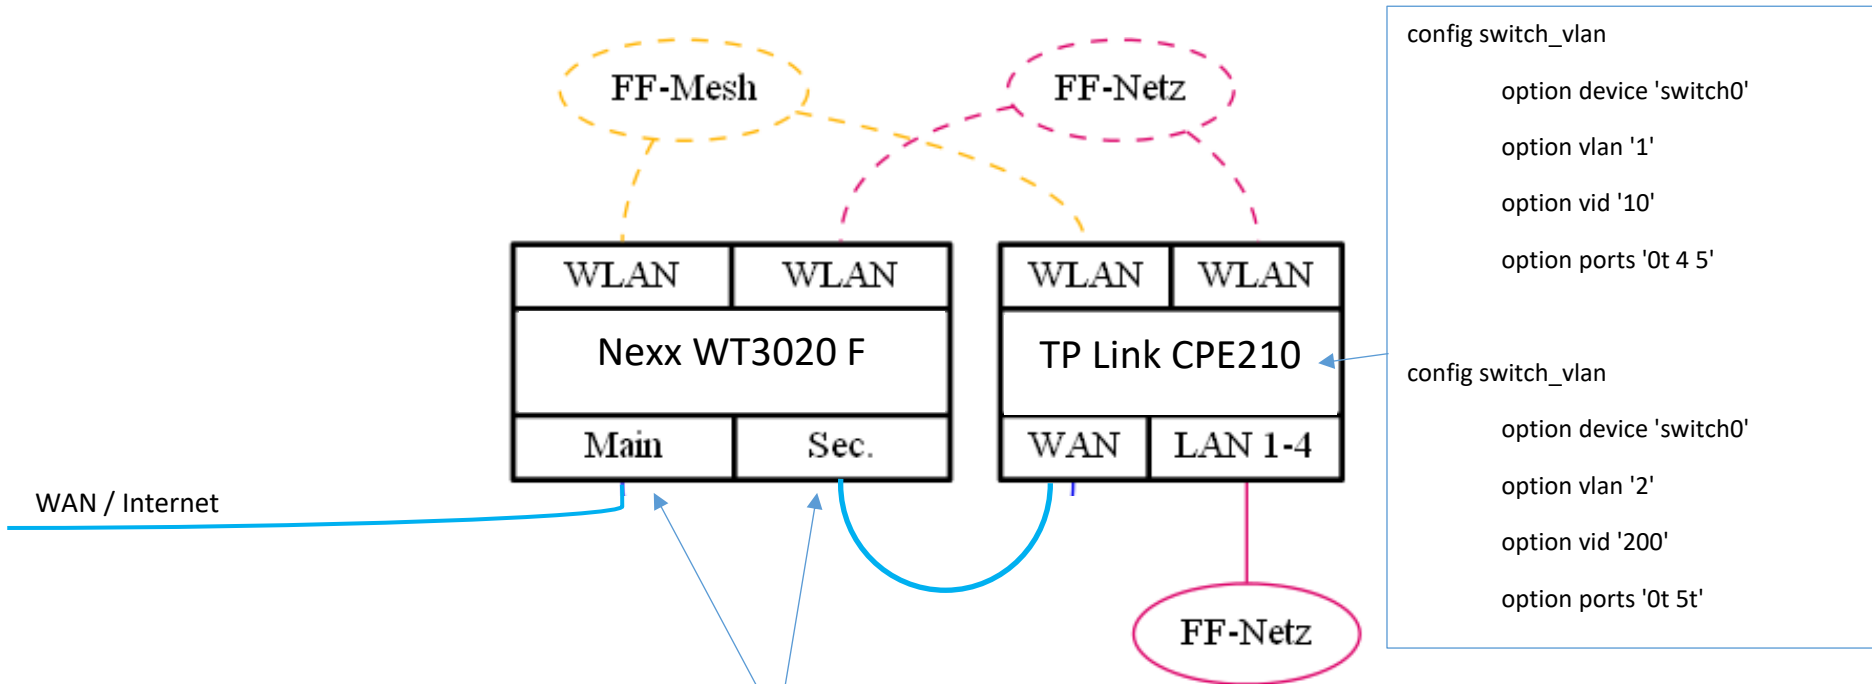 FF-Mesh
FF-Netz
WLAN
WLAN
WLAN
WLAN
Nexx WT3020 F
TP Link CPE210
Main
Sec.
WAN
LAN 1-4
WAN / Internet
FF-Netz
config switch_vlan
option device 'switch0'
option vlan '1'
option vid '10'
option ports '0t 4 5'
config switch_vlan
option device 'switch0'
option vlan '2'
option vid '200'
option ports '0t 5t'